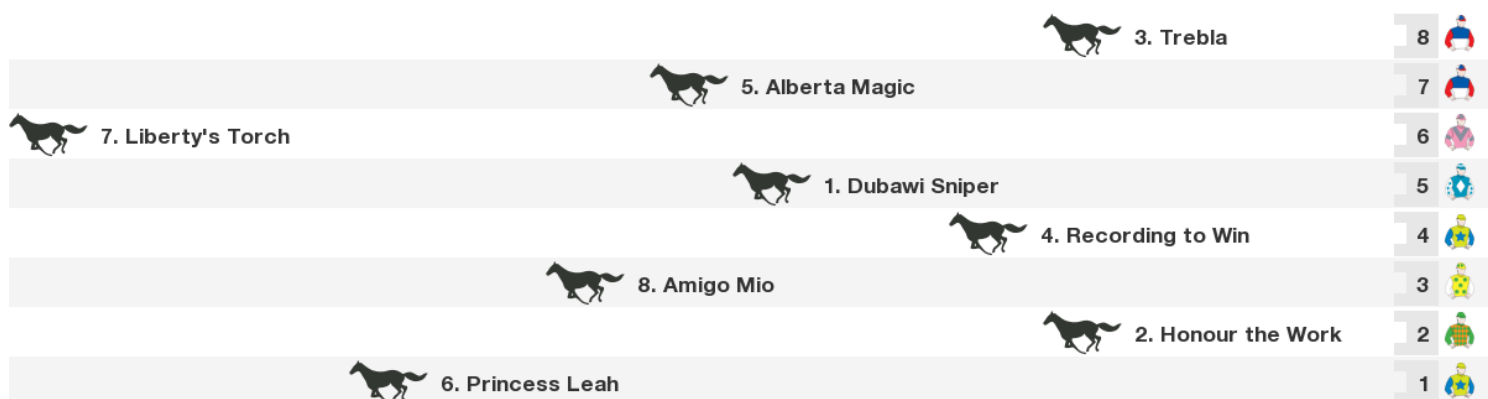 3. Trebla 8
5. Alberta Magic 7
7. Liberty's Torch 6
1. Dubawi Sniper 5
4. Recording to Win 4
8. Amigo Mio 3
2. Honour the Work 2
6. Princess Leah 1